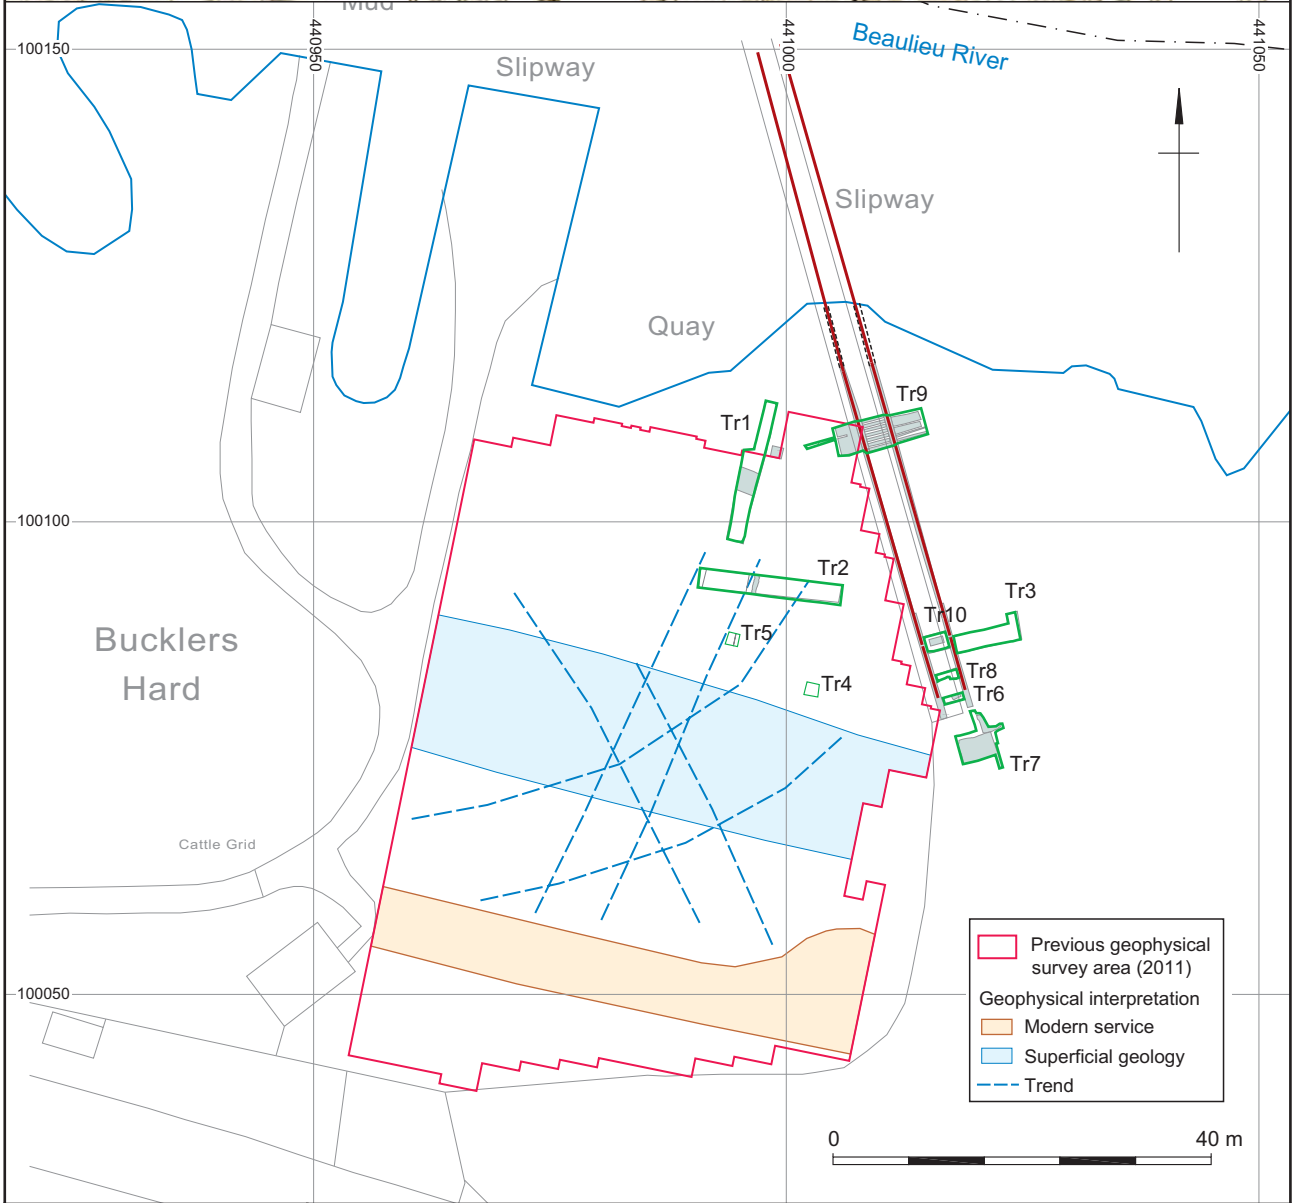 Mud
440950
441000
441050
100150
Beaulieu River
Slipway
Slipway
Quay
Tr1
Tr9
100100
Tr2
Tr3
Tr10
Tr5
Bucklers
Hard
Tr8
Tr4
Tr6
Tr7
Cattle Grid
100050
Previous geophysical
survey area (2011)
Geophysical interpretation
Modern service
Superficial geology
Trend
0 40 m